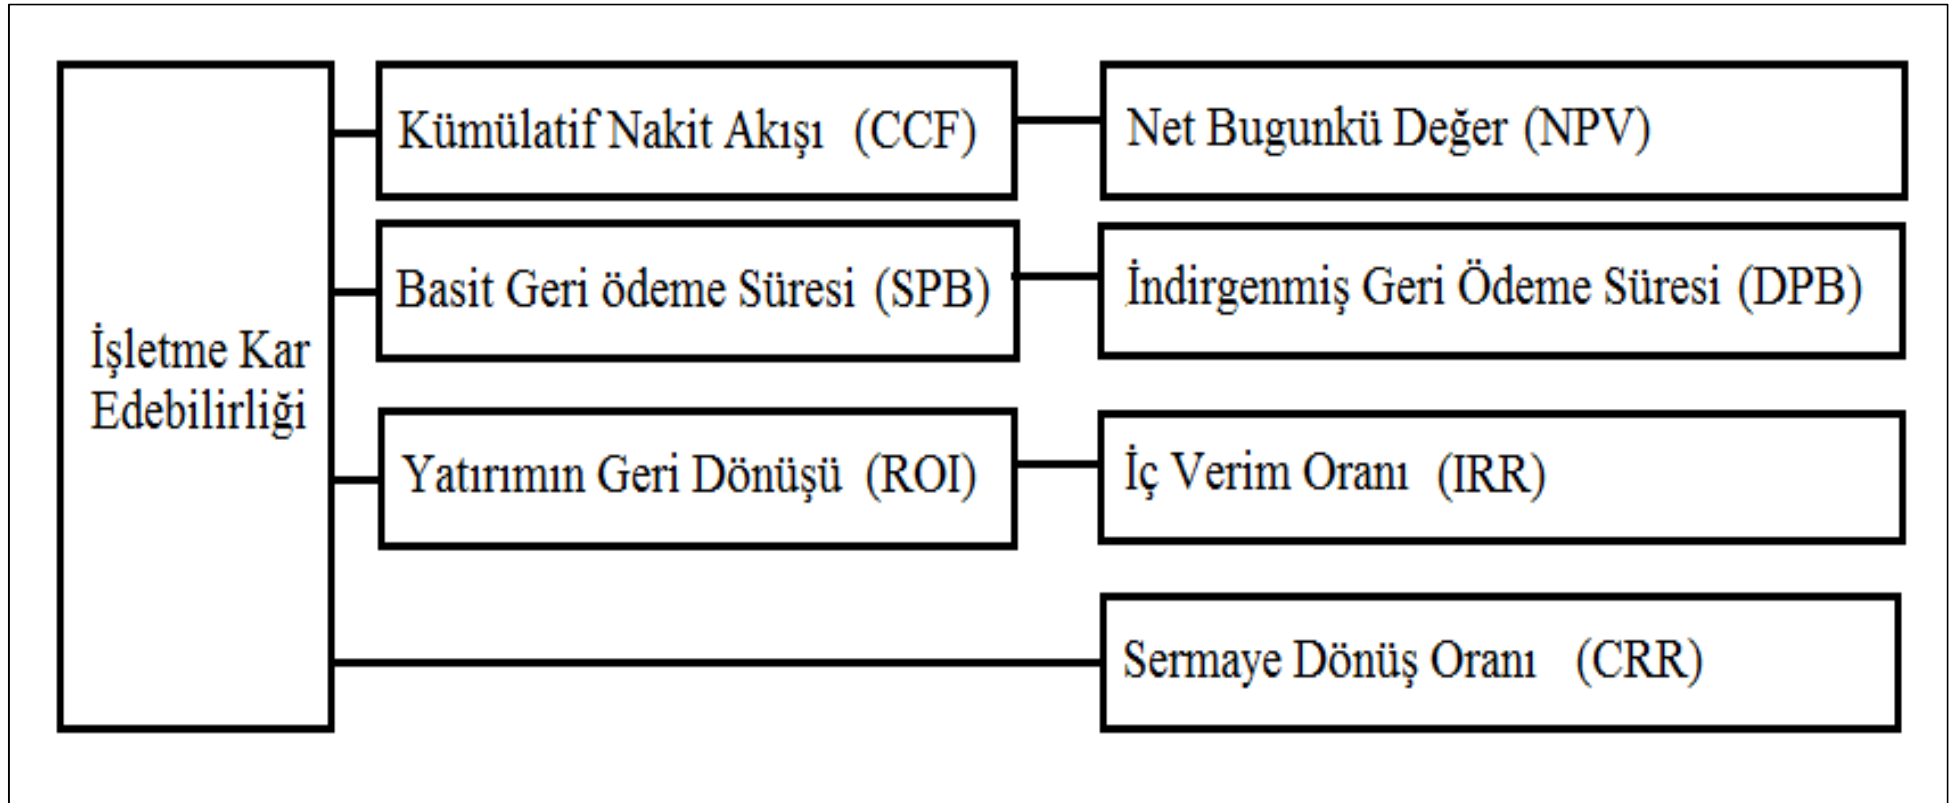 İşletme Kar
Edebilirliği
Kümülatif Nakit Akışı (CCF)
Net Bugunkü Değer (NPV)
Basit Geri ödeme Süresi (SPB)
İndirgenmiş Geri Ödeme Süresi (DPB)
Yatırımın Geri Dönüşü (ROI)
İç Verim Oranı (IRR)
Sermaye Dönüş Oranı (CRR)